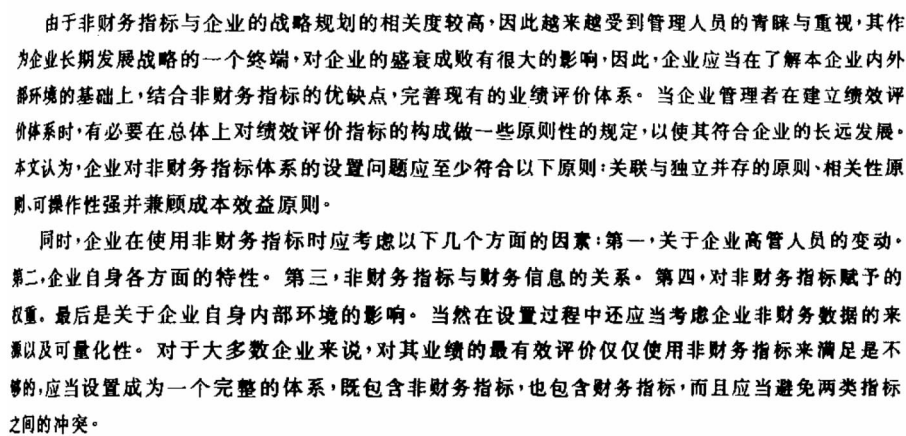 由于非财务指标与企业的战略规划的相关度较高,因此越来越受到管理人员的青睐与重视,其作
为企业长期发展战略的一个终端,对企业的盛衰成败有很大的影响,因此,企业应当在了解本企业内外
部环境的基础上,结合非财务指标的优缺点,完善现有的业绩评价体系。当企业管理者在建立绩效评
价体系时,有必要在总体上对绩效评价指标的构成做一些原则性的规定,以使其符合企业的长远发展。
本文认为,企业对非财务指标体系的设置问题应至少符合以下原则:关联与独立并存的原则、相关性原
则、可操作性强并兼顾成本效益原则。
同时,企业在使用非财务指标时应考虑以下几个方面的因素:第一,关于企业高管人员的变动。
第二,企业自身各方面的特性。第三,非财务指标与财务信息的关系。第四,对非财务指标赋予的
权重。最后是关于企业自身内部环境的影响。当然在设置过程中还应当考虑企业非财务数据的来
源以及可量化性。对于大多数企业来说,对其业绩的最有效评价仅仅使用非财务指标来满足是不
够的,应当设置成为一个完整的体系,既包含非财务指标,也包含财务指标,而且应当避免两类指标
之间的冲突。